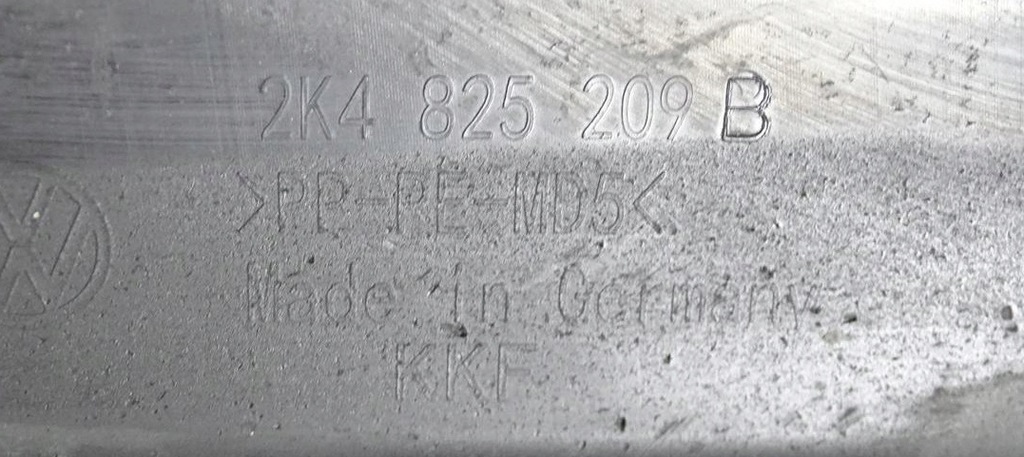 2K4 825 209 B
>PP-PE-MD5<
Made in Germany
KKF